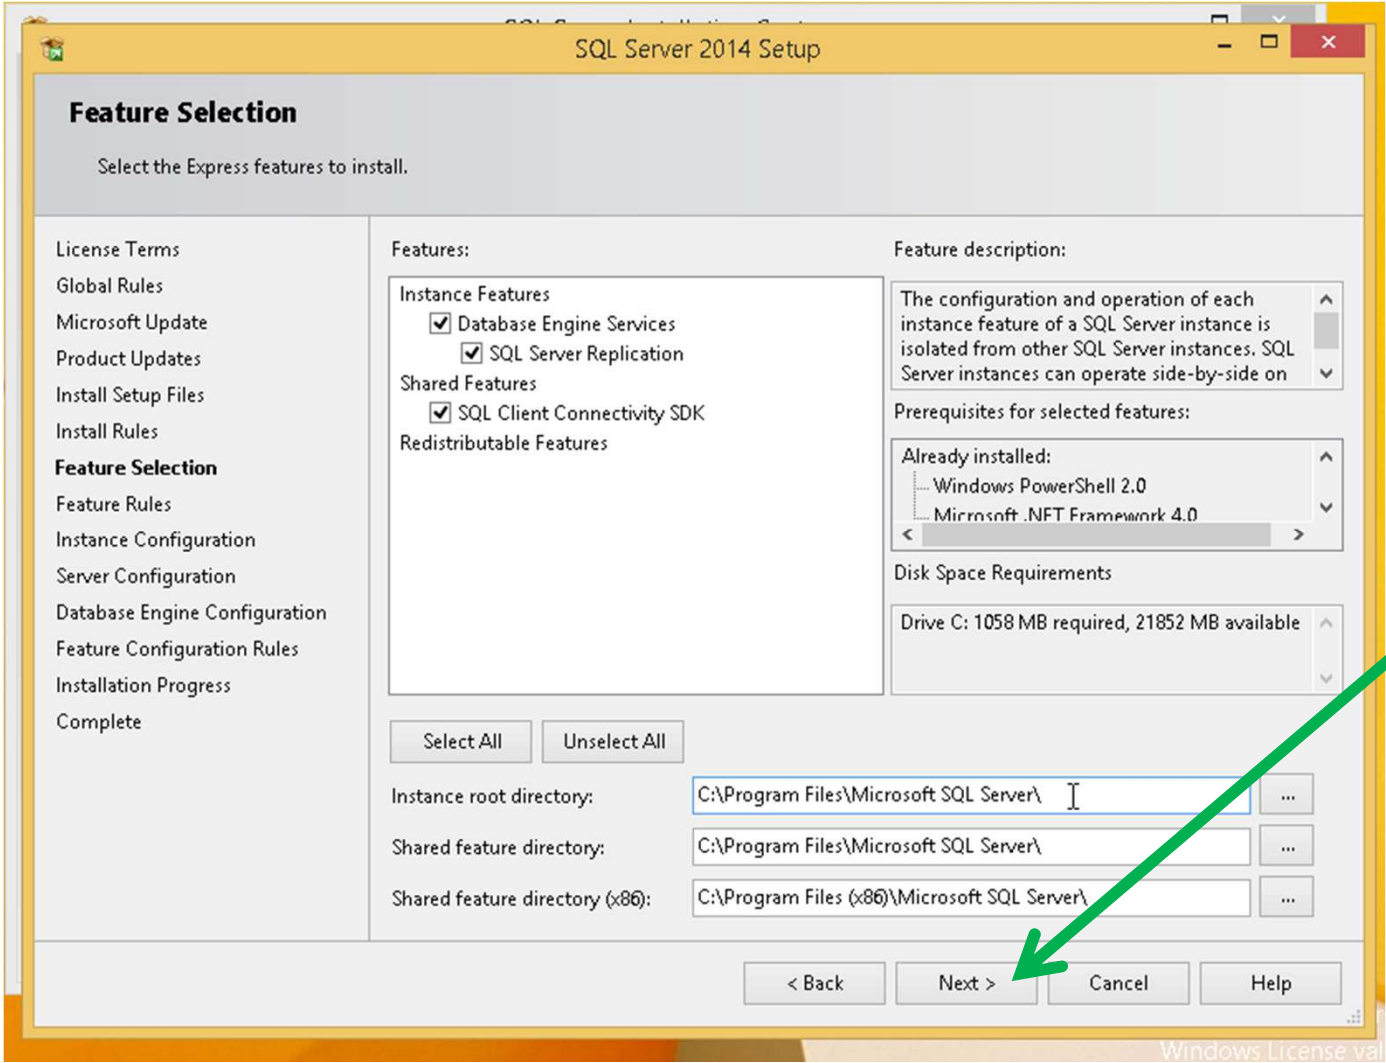 SQL Server 2014 Setup
Feature Selection
Select the Express features to install.
License Terms
Global Rules
Microsoft Update
Product Updates
Install Setup Files
Install Rules
Feature Selection
Feature Rules
Instance Configuration
Server Configuration
Database Engine Configuration
Feature Configuration Rules
Installation Progress
Complete
Features:
Instance Features
Database Engine Services
SQL Server Replication
Shared Features
SQL Client Connectivity SDK
Redistributable Features
Feature description:
The configuration and operation of each
instance feature of a SQL Server instance is
isolated from other SQL Server instances. SQL
Server instances can operate side-by-side on
Prerequisites for selected features:
Already installed:
Windows PowerShell 2.0
Microsoft .NET Framework 4.0
Disk Space Requirements
Drive C: 1058 MB required, 21852 MB available
Select All
Unselect All
Instance root directory:
C:\Program Files\Microsoft SQL Server\
...
Shared feature directory:
C:\Program Files\Microsoft SQL Server\
...
Shared feature directory (x86):
C:\Program Files (x86)\Microsoft SQL Server\
...
< Back
Next >
Cancel
Help
Windows License val